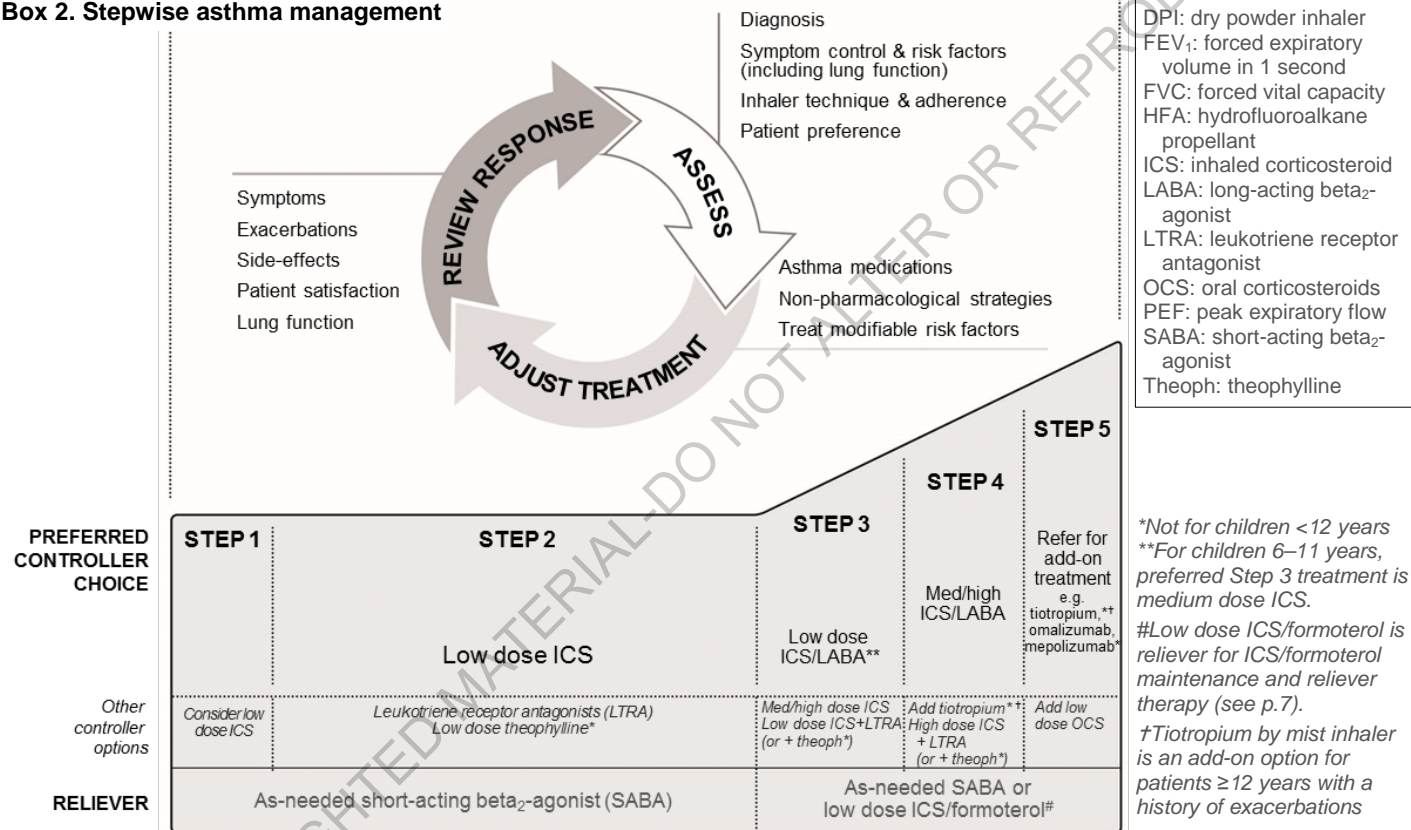 Box 2. Stepwise asthma management
Diagnosis
Symptom control & risk factors
(including lung function)
Inhaler technique & adherence
Patient preference
REVIEW RESPONSE
ASSESS
ADJUST TREATMENT
Symptoms
Exacerbations
Side-effects
Patient satisfaction
Lung function
Asthma medications
Non-pharmacological strategies
Treat modifiable risk factors
DPI: dry powder inhaler
FEV₁: forced expiratory
volume in 1 second
FVC: forced vital capacity
HFA: hydrofluoroalkane
propellant
ICS: inhaled corticosteroid
LABA: long-acting beta₂-
agonist
LTRA: leukotriene receptor
antagonist
OCS: oral corticosteroids
PEF: peak expiratory flow
SABA: short-acting beta₂-
agonist
Theoph: theophylline
PREFERRED
CONTROLLER
CHOICE
STEP 1
STEP 2
Low dose ICS
STEP 3
Low dose
ICS/LABA**
STEP 4
Med/high
ICS/LABA
STEP 5
Refer for
add-on
treatment
e.g.
tiotropium,*†
omalizumab,
mepolizumab*
Other
controller
options
Consider low
dose ICS
Leukotriene receptor antagonists (LTRA)
Low dose theophylline*
Med/high dose ICS
Low dose ICS+LTRA
(or + theoph*)
Add tiotropium*†
High dose ICS
+ LTRA
(or + theoph*)
Add low
dose OCS
RELIEVER
As-needed short-acting beta₂-agonist (SABA)
As-needed SABA or
low dose ICS/formoterol#
*Not for children <12 years
**For children 6–11 years,
preferred Step 3 treatment is
medium dose ICS.
#Low dose ICS/formoterol is
reliever for ICS/formoterol
maintenance and reliever
therapy (see p.7).
†Tiotropium by mist inhaler
is an add-on option for
patients ≥12 years with a
history of exacerbations
MATERIAL-DO NOT ALTER OR